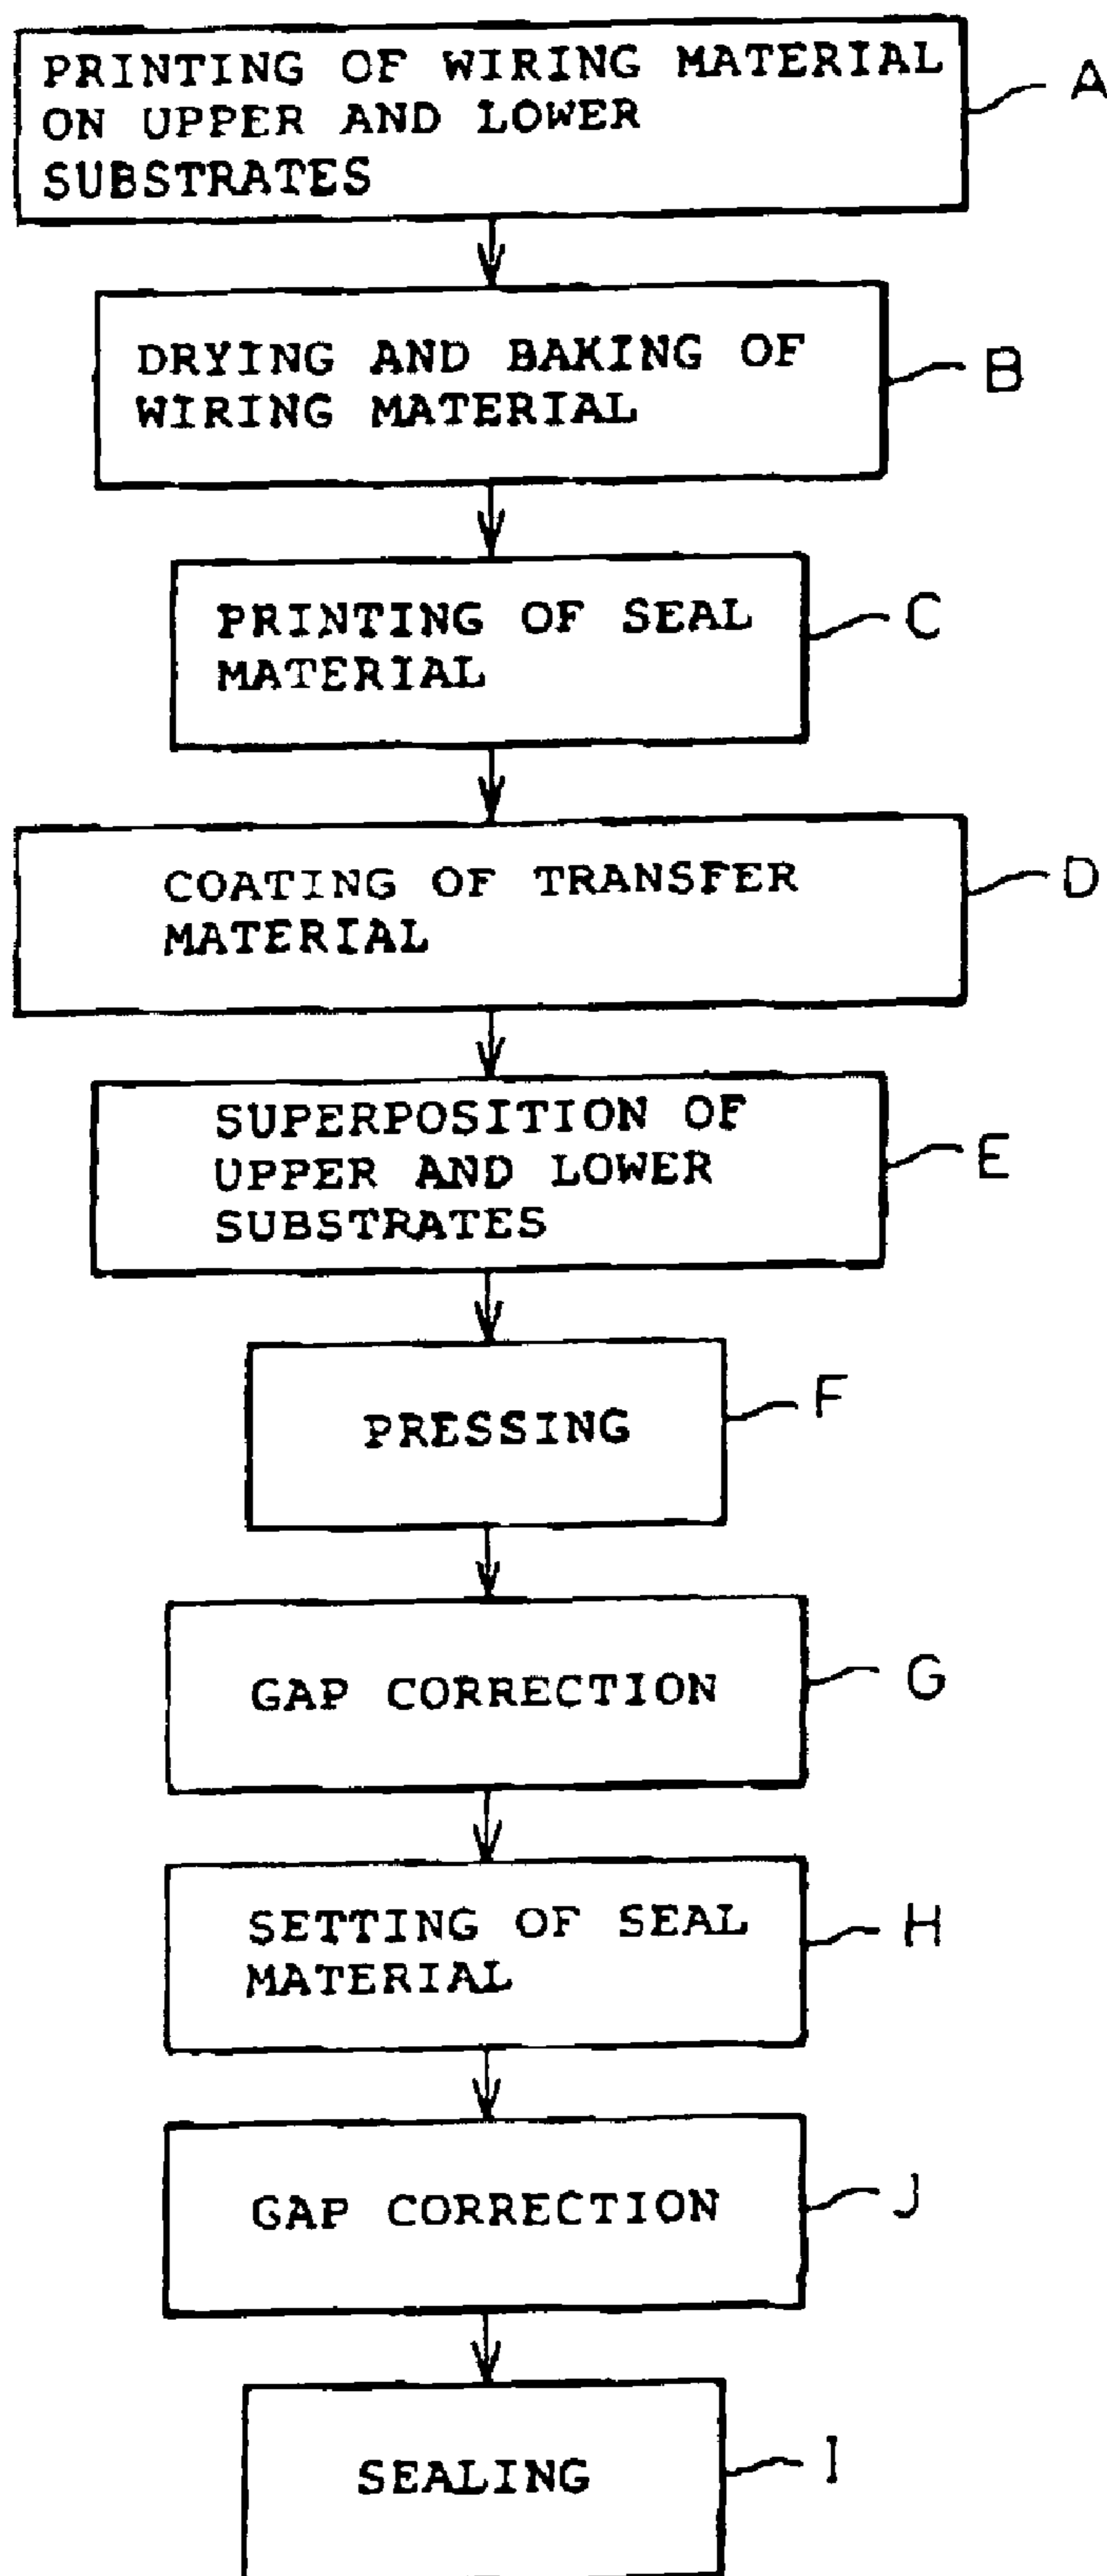 PRINTING OF WIRING MATERIAL
ON UPPER AND LOWER
SUBSTRATES
A
DRYING AND BAKING OF
WIRING MATERIAL
B
PRINTING OF SEAL
MATERIAL
C
COATING OF TRANSFER
MATERIAL
D
SUPERPOSITION OF
UPPER AND LOWER
SUBSTRATES
E
PRESSING
F
GAP CORRECTION
G
SETTING OF SEAL
MATERIAL
H
GAP CORRECTION
J
SEALING
I